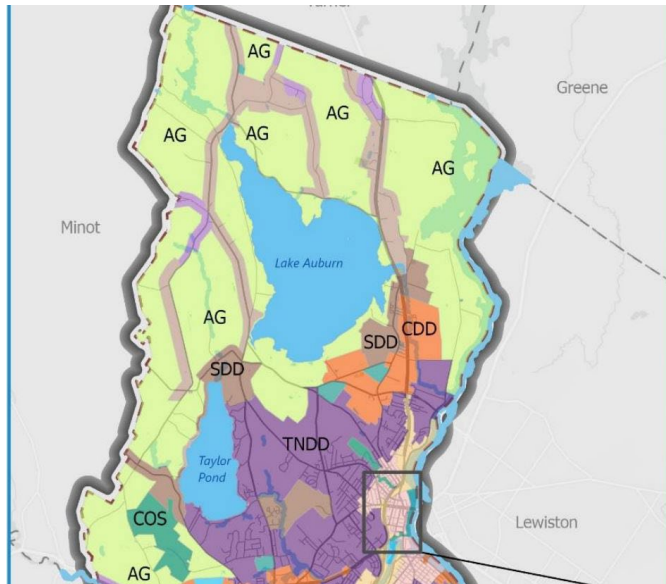 Turner
AG
Greene
AG
AG
AG
AG
Minot
Lake Auburn
AG
CDD
SDD
SDD
TNDD
Taylor
Pond
COS
Lewiston
AG